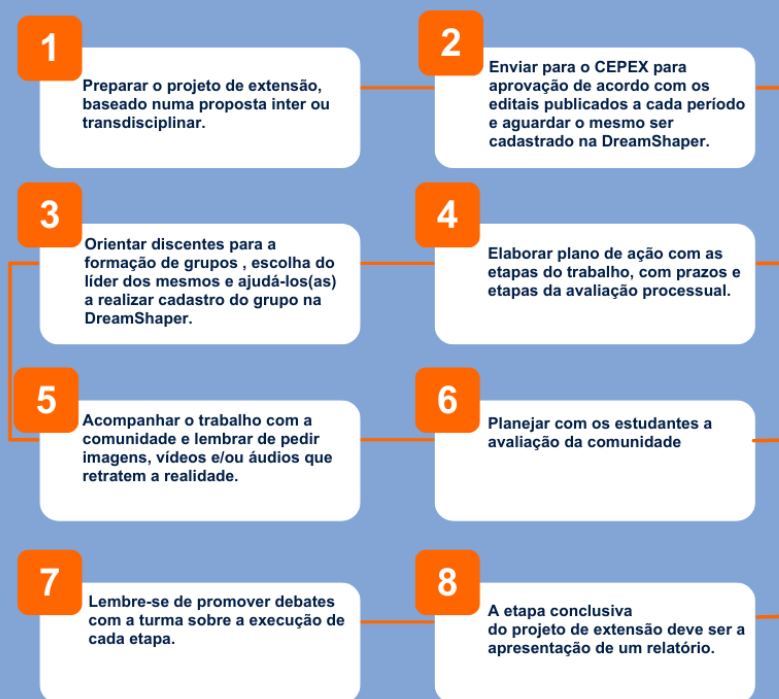 1
Preparar o projeto de extensão,
baseado numa proposta inter ou
transdisciplinar.
2
Enviar para o CEPEX para
aprovação de acordo com os
editais publicados a cada período
e aguardar o mesmo ser
cadastrado na DreamShaper.
3
Orientar discentes para a
formação de grupos , escolha do
líder dos mesmos e ajudá-los(as)
a realizar cadastro do grupo na
DreamShaper.
4
Elaborar plano de ação com as
etapas do trabalho, com prazos e
etapas da avaliação processual.
5
Acompanhar o trabalho com a
comunidade e lembrar de pedir
imagens, vídeos e/ou áudios que
retratem a realidade.
6
Planejar com os estudantes a
avaliação da comunidade
7
Lembre-se de promover debates
com a turma sobre a execução de
cada etapa.
8
A etapa conclusiva
do projeto de extensão deve ser a
apresentação de um relatório.